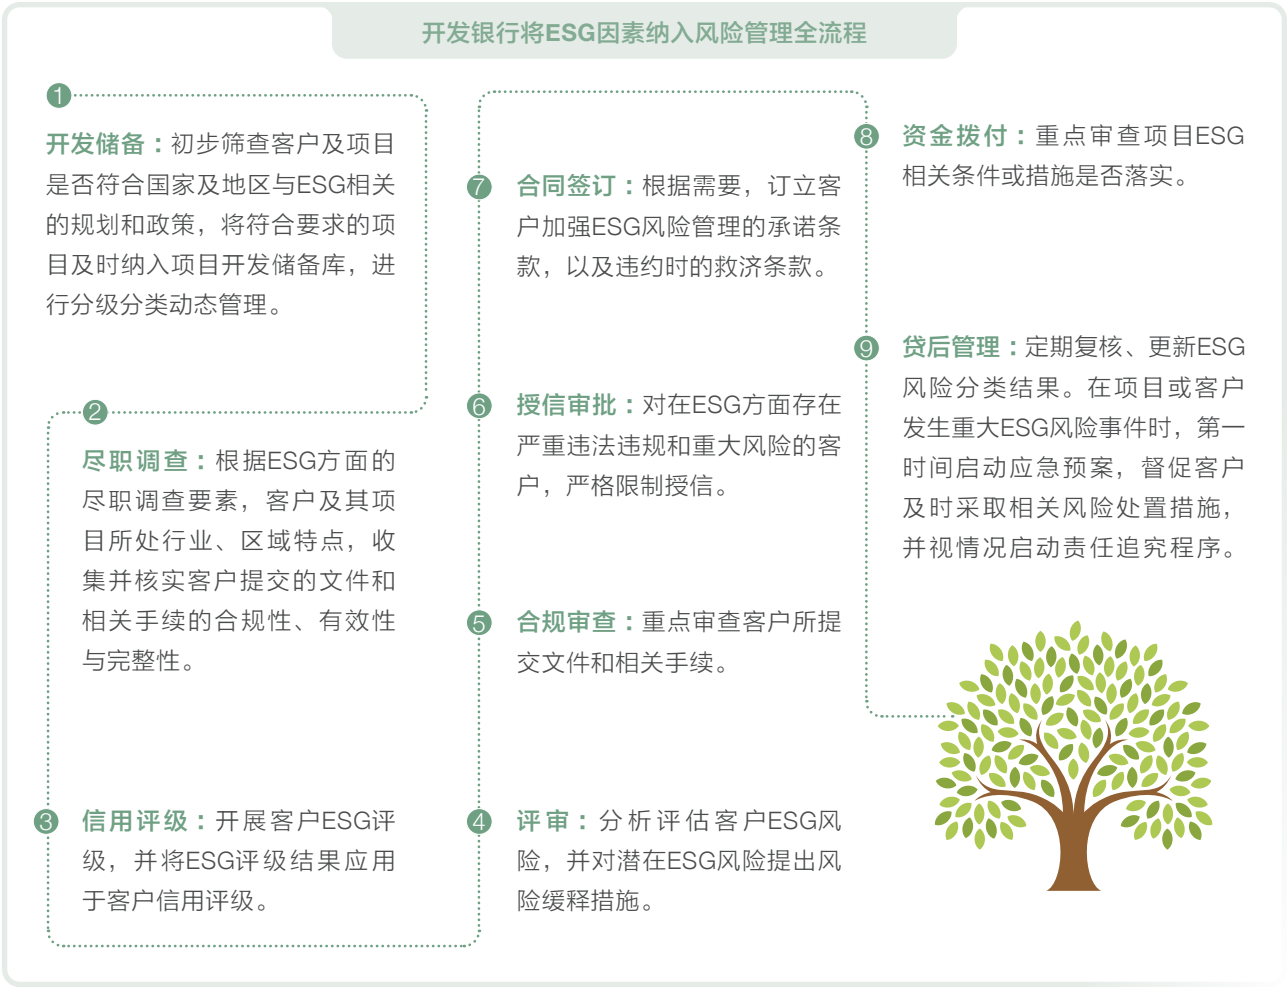 开发银行将ESG因素纳入风险管理全流程
1
开发储备：初步筛查客户及项目
是否符合国家及地区与ESG相关
的规划和政策，将符合要求的项
目及时纳入项目开发储备库，进
行分级分类动态管理。
2
尽职调查：根据ESG方面的
尽职调查要素，客户及其项
目所处行业、区域特点，收
集并核实客户提交的文件和
相关手续的合规性、有效性
与完整性。
3
信用评级：开展客户ESG评
级，并将ESG评级结果应用
于客户信用评级。
4
评审：分析评估客户ESG风
险，并对潜在ESG风险提出风
险缓释措施。
5
合规审查：重点审查客户所提
交文件和相关手续。
6
授信审批：对在ESG方面存在
严重违法违规和重大风险的客
户，严格限制授信。
7
合同签订：根据需要，订立客
户加强ESG风险管理的承诺条
款，以及违约时的救济条款。
8
资金拨付：重点审查项目ESG
相关条件或措施是否落实。
9
贷后管理：定期复核、更新ESG
风险分类结果。在项目或客户
发生重大ESG风险事件时，第一
时间启动应急预案，督促客户
及时采取相关风险处置措施，
并视情况启动责任追究程序。